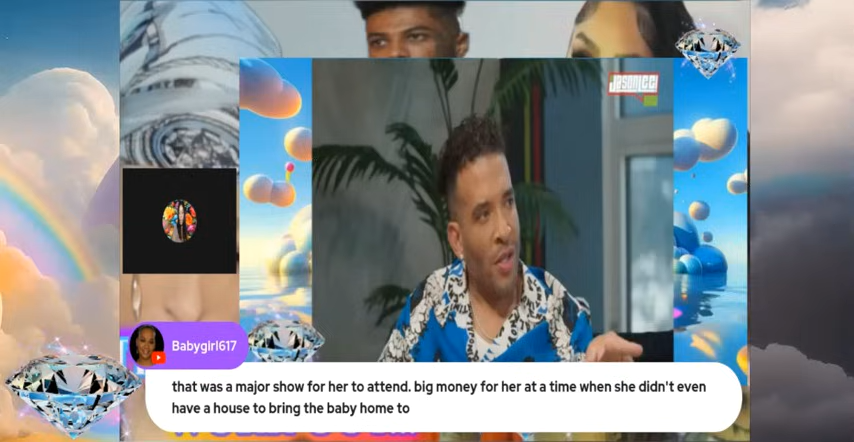 JASONLEE
Babygirl617
that was a major show for her to attend. big money for her at a time when she didn't even
have a house to bring the baby home to